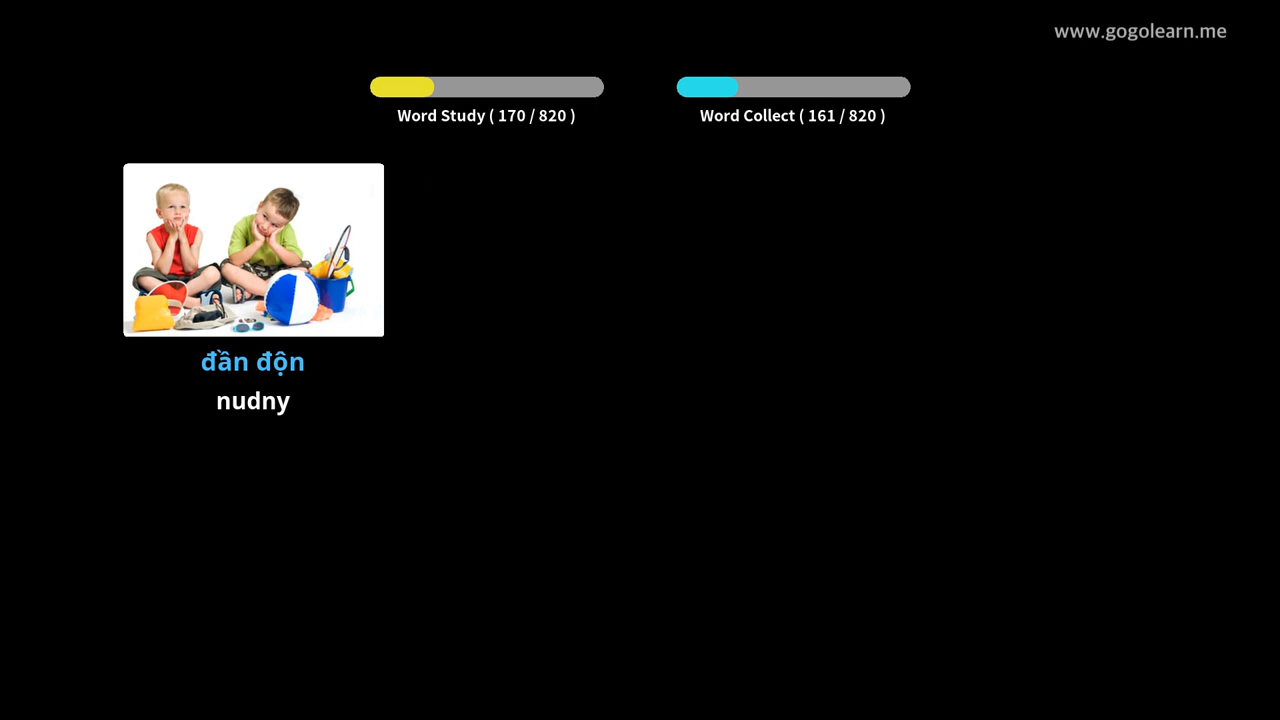 www.gogolearn.me
Word Study ( 170 / 820 )
Word Collect ( 161 / 820 )
đần độn
nudny